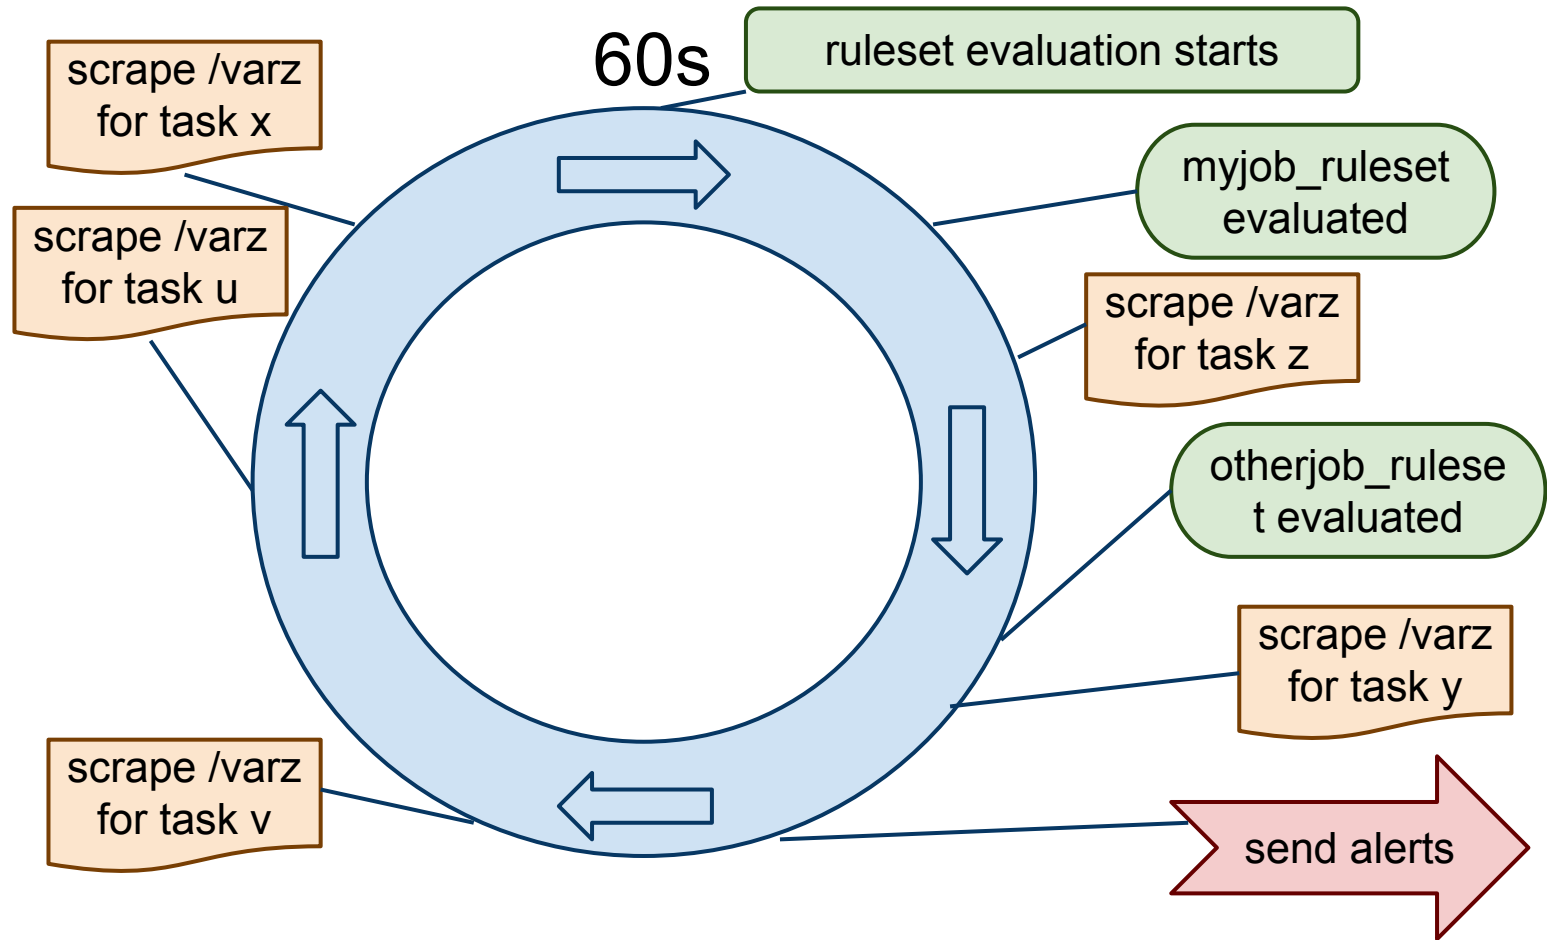 60s
ruleset evaluation starts
scrape /varz
for task x
myjob_ruleset
evaluated
scrape /varz
for task u
scrape /varz
for task z
otherjob_rulese
t evaluated
scrape /varz
for task y
scrape /varz
for task v
send alerts